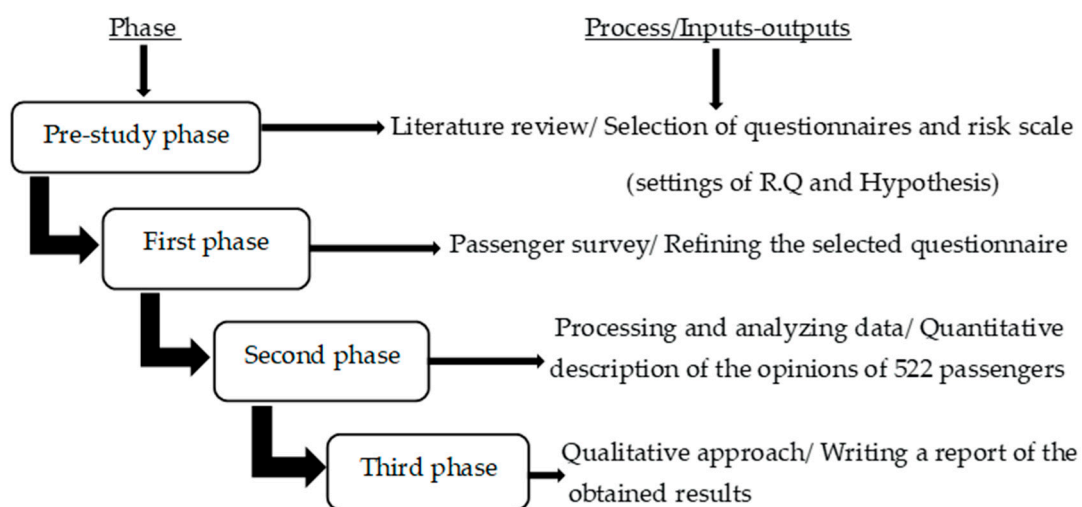 Phase
Process/Inputs-outputs
Pre-study phase
Literature review/ Selection of questionnaires and risk scale
(settings of R.Q and Hypothesis)
First phase
Passenger survey/ Refining the selected questionnaire
Second phase
Processing and analyzing data/ Quantitative
description of the opinions of 522 passengers
Third phase
Qualitative approach/ Writing a report of the
obtained results